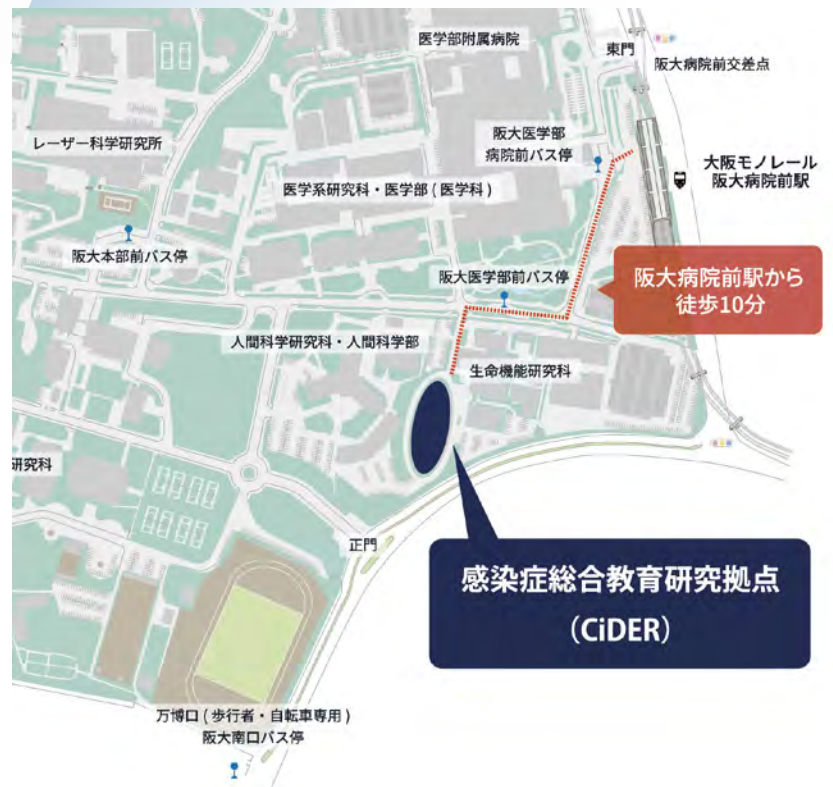 医学部附属病院
東門
阪大病院前交差点
阪大医学部
病院前バス停
レーザー科学研究所
大阪モノレール
阪大病院前駅
医学系研究科・医学部 ( 医学科 )
阪大本部前バス停
阪大医学部前バス停
阪大病院前駅から
徒歩10分
人間科学研究科・人間科学部
生命機能研究科
研究科
正門
感染症総合教育研究拠点
(CiDER)
万博口 ( 歩行者・自転車専用 )
阪大南口バス停